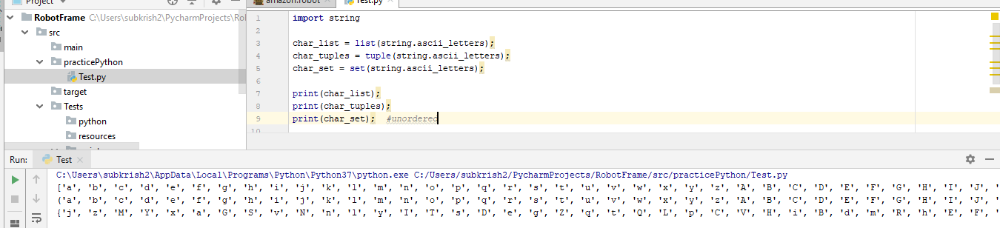 Project
RobotFrame C:\Users\subkrish2\PycharmProjects\Ro
src
main
practicePython
Test.py
target
Tests
python
resources
amazon.robot
Test.py
1 import string
2
3 char_list = list(string.ascii_letters);
4 char_tuples = tuple(string.ascii_letters);
5 char_set = set(string.ascii_letters);
6
7 print(char_list);
8 print(char_tuples);
9 print(char_set); #unordered
10
Run: Test
C:\Users\subkrish2\AppData\Local\Programs\Python\Python37\python.exe C:/Users/subkrish2/PycharmProjects/RobotFrame/src/practicePython/Test.py
['a', 'b', 'c', 'd', 'e', 'f', 'g', 'h', 'i', 'j', 'k', 'l', 'm', 'n', 'o', 'p', 'q', 'r', 's', 't', 'u', 'v', 'w', 'x', 'y', 'z', 'A', 'B', 'C', 'D', 'E', 'F', 'G', 'H', 'I', 'J', '
('a', 'b', 'c', 'd', 'e', 'f', 'g', 'h', 'i', 'j', 'k', 'l', 'm', 'n', 'o', 'p', 'q', 'r', 's', 't', 'u', 'v', 'w', 'x', 'y', 'z', 'A', 'B', 'C', 'D', 'E', 'F', 'G', 'H', 'I', 'J', '
{'j', 'z', 'M', 'Y', 'x', 'a', 'G', 'S', 'v', 'N', 'n', 'l', 'y', 'I', 'T', 's', 'D', 'e', 'g', 'Z', 'q', 't', 'Q', 'L', 'p', 'C', 'V', 'H', 'i', 'B', 'd', 'm', 'R', 'h', 'E', 'F', '